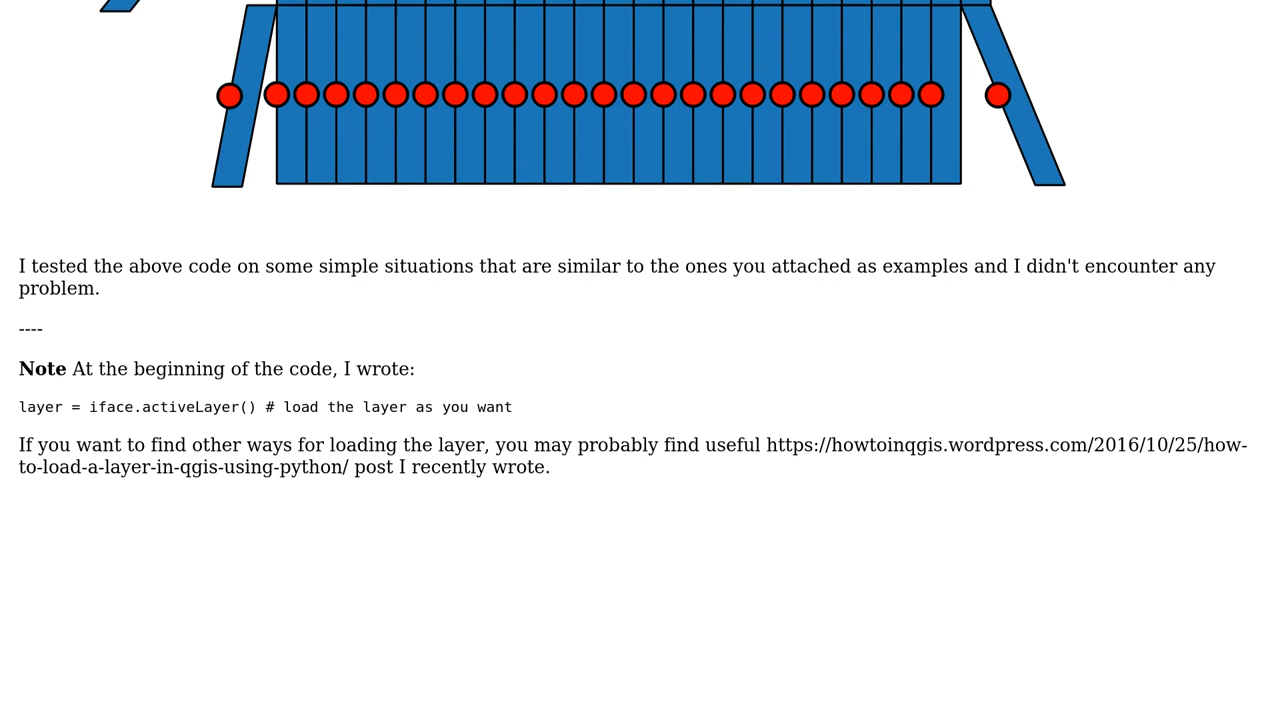 I tested the above code on some simple situations that are similar to the ones you attached as examples and I didn't encounter any
problem.
----
Note At the beginning of the code, I wrote:
layer = iface.activeLayer() # load the layer as you want
If you want to find other ways for loading the layer, you may probably find useful https://howtoinqgis.wordpress.com/2016/10/25/how-
to-load-a-layer-in-qgis-using-python/ post I recently wrote.